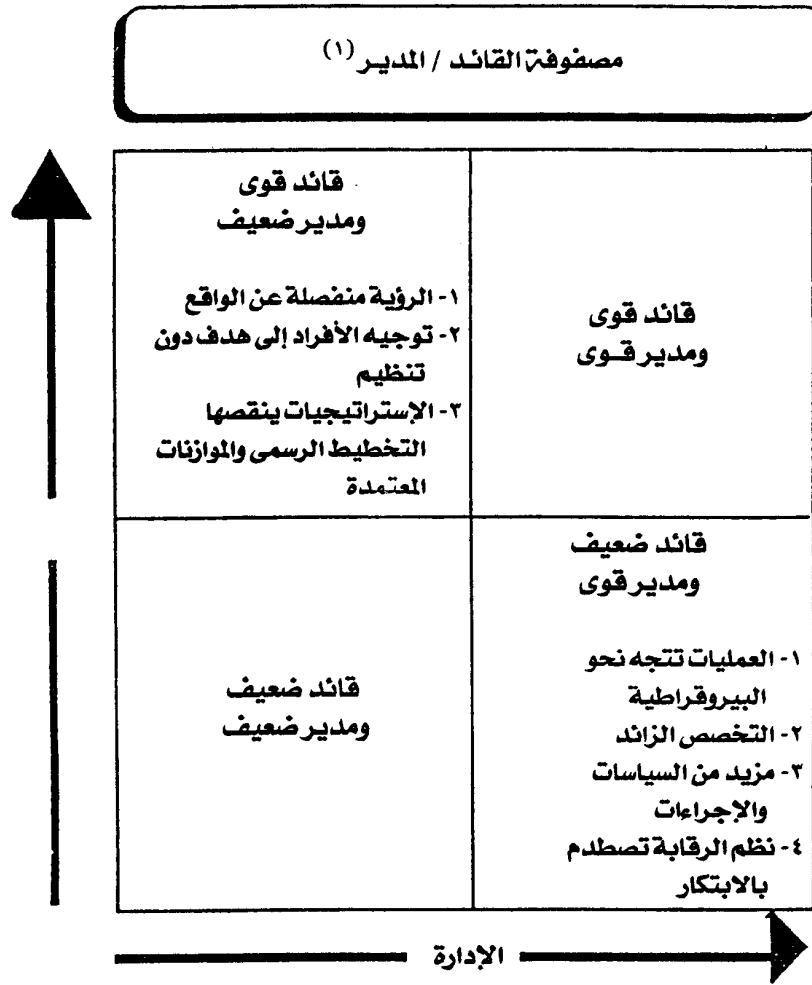 مصفوفة القائد / المدير (١)
قائد قوى
ومدير قــوى
قائد قوى
ومدير ضعيف
١- الرؤية منفصلة عن الواقع
٢- توجيه الأفراد إلى هدف دون
تنظيم
٣- الإستراتيجيات ينقصها
التخطيط الرسمى والموازنات
المعتمدة
قائد ضعيف
ومدير قوى
١- العمليات تتجه نحو
البيروقراطية
٢- التخصص الزائد
٣- مزيد من السياسات
والإجراءات
٤- نظم الرقابة تصطدم
بالابتكار
قائد ضعيف
ومدير ضعيف
الإدارة